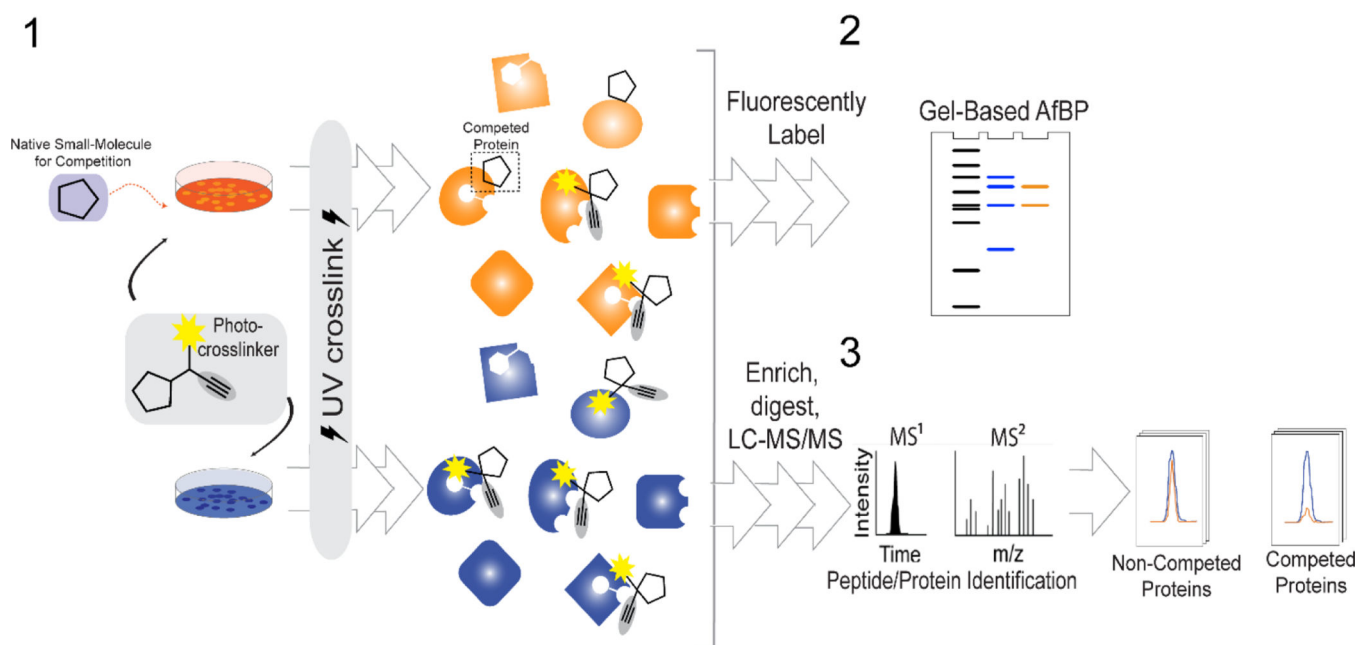 1
Native Small-Molecule
for Competition
Photo-
crosslinker
UV crosslink
Competed
Protein
Fluorescently
Label
2
Gel-Based AfBP
Enrich,
digest,
LC-MS/MS
3
MS¹
MS²
Intensity
Time
m/z
Peptide/Protein Identification
Non-Competed
Proteins
Competed
Proteins